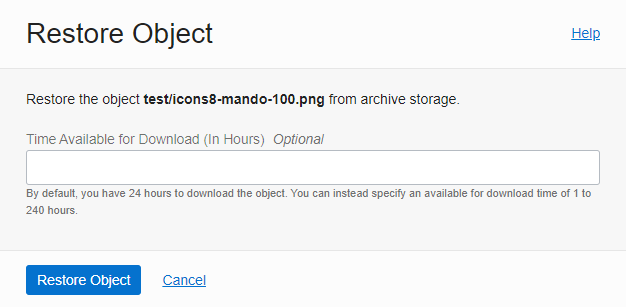 Restore Object
Help
Restore the object test/icons8-mando-100.png from archive storage.
Time Available for Download (In Hours) Optional
By default, you have 24 hours to download the object. You can instead specify an available for download time of 1 to
240 hours.
Restore Object
Cancel